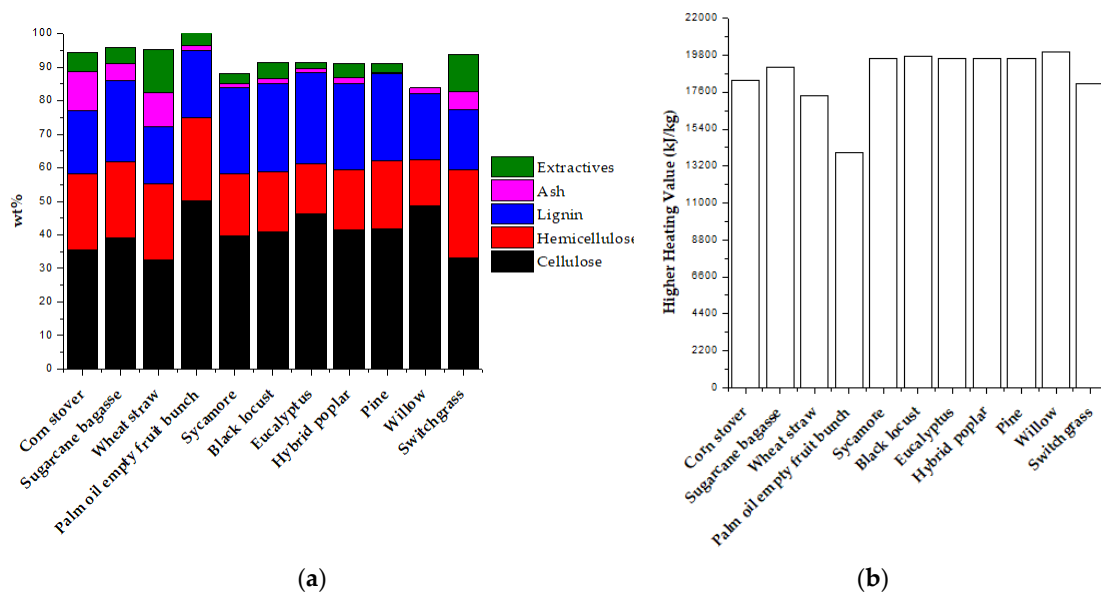 100
90
80
70
60
50
40
30
20
10
0
wt%
Corn stover
Sugarcane bagasse
Wheat straw
Palm oil empty fruit bunch
Sycamore
Black locust
Eucalyptus
Hybrid poplar
Pine
Willow
Switchgrass
Extractives
Ash
Lignin
Hemicellulose
Cellulose
(a)
22000
19800
17600
15400
13200
11000
8800
6600
4400
2200
0
Higher Heating Value (kJ/kg)
Corn stover
Sugarcane bagasse
Wheat straw
Palm oil empty fruit bunch
Sycamore
Black locust
Eucalyptus
Hybrid poplar
Pine
Willow
Switchgrass
(b)